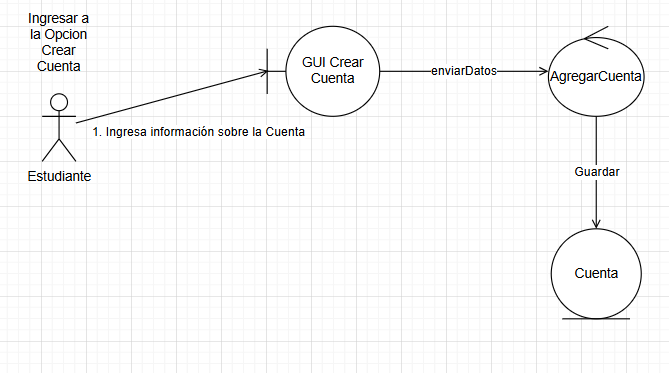 Ingresar a
la Opcion
Crear
Cuenta
GUI Crear
Cuenta
enviarDatos
AgregarCuenta
1. Ingresa información sobre la Cuenta
Estudiante
Guardar
Cuenta